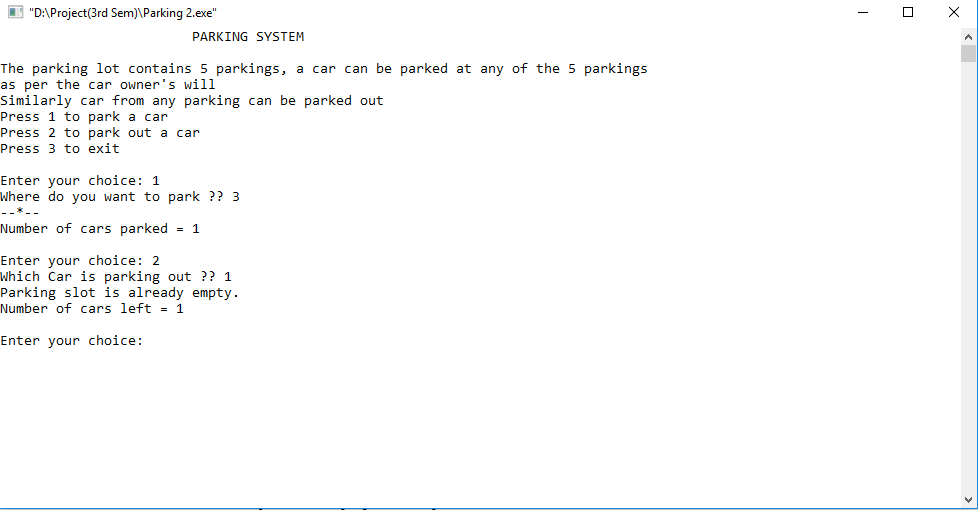 "D:\Project(3rd Sem)\Parking 2.exe"
PARKING SYSTEM
The parking lot contains 5 parkings, a car can be parked at any of the 5 parkings
as per the car owner's will
Similarly car from any parking can be parked out
Press 1 to park a car
Press 2 to park out a car
Press 3 to exit
Enter your choice: 1
Where do you want to park ?? 3
--*--
Number of cars parked = 1
Enter your choice: 2
Which Car is parking out ?? 1
Parking slot is already empty.
Number of cars left = 1
Enter your choice: